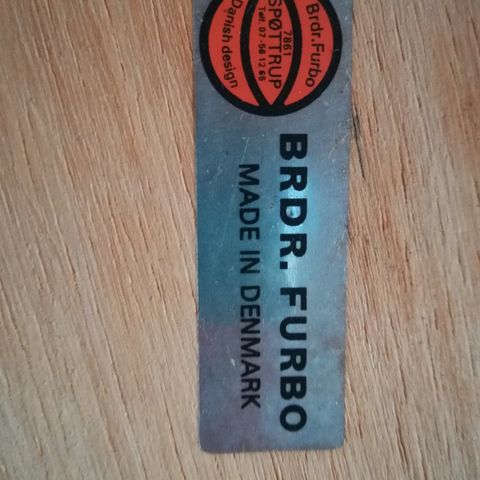 Brdr.Furbo
7861
SPØTTRUP
Telf. 07-56 12 65
Danish design
BRDR. FURBO
MADE IN DENMARK